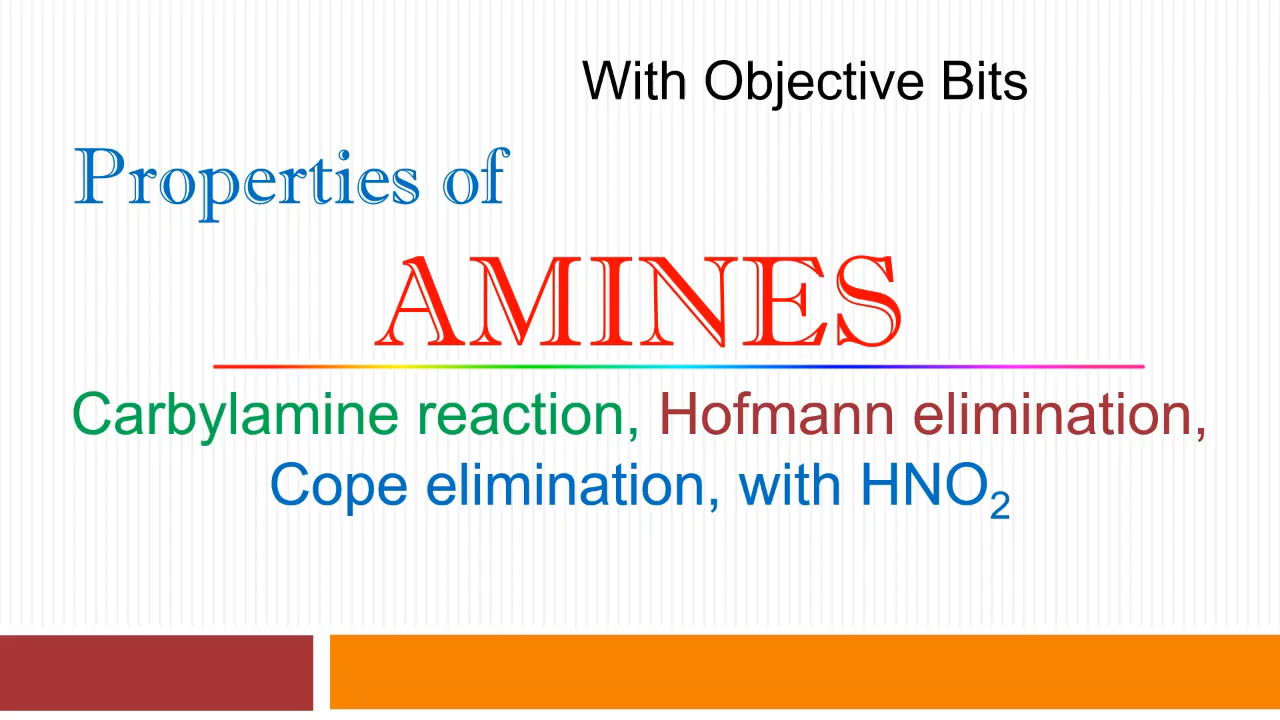 With Objective Bits
Properties of
AMINES
Carbylamine reaction, Hofmann elimination,
Cope elimination, with HNO₂